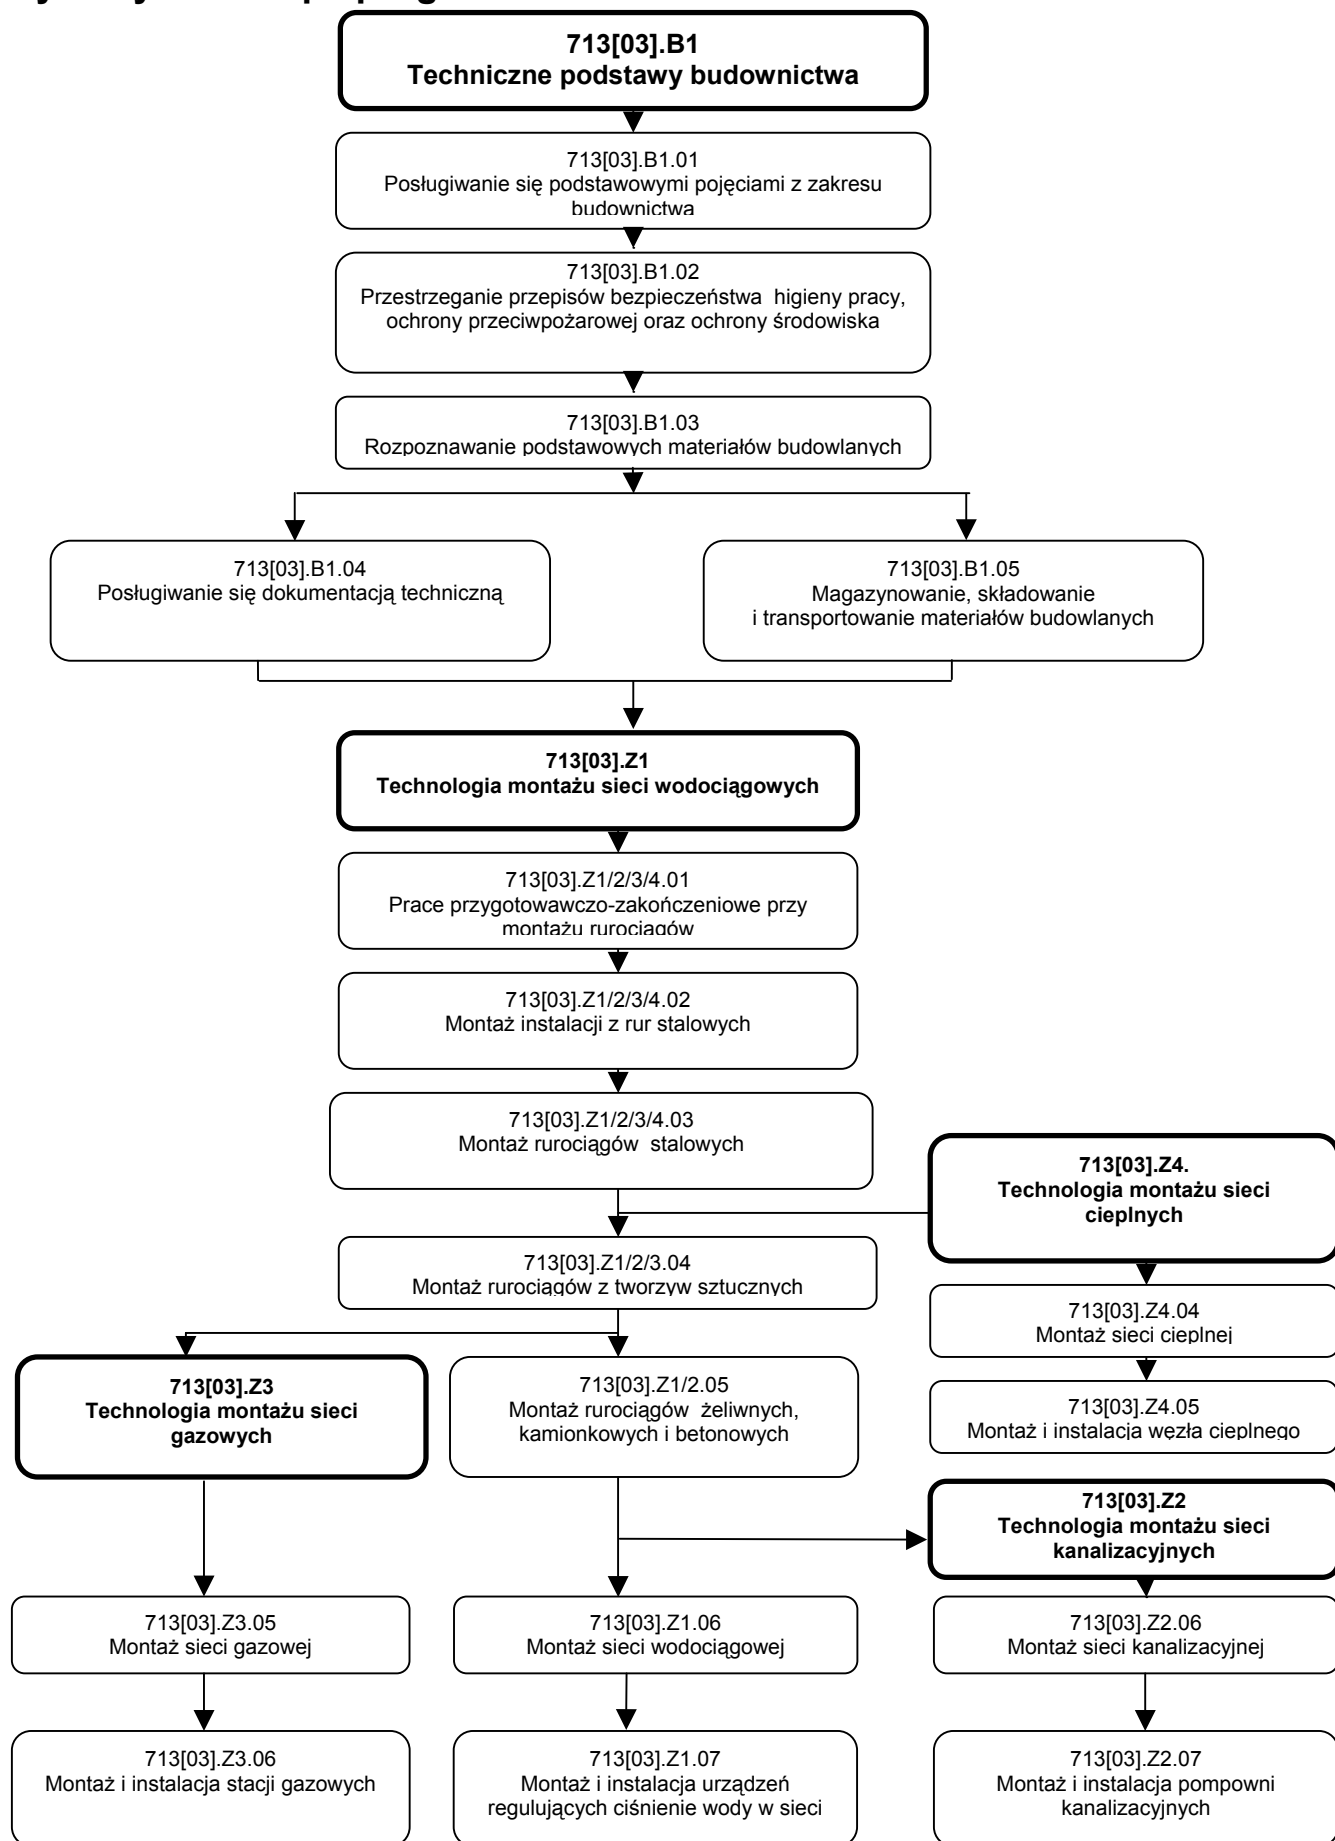 713[03].B1
Techniczne podstawy budownictwa
713[03].B1.01
Posługiwanie się podstawowymi pojęciami z zakresu
budownictwa
713[03].B1.02
Przestrzeganie przepisów bezpieczeństwa higieny pracy,
ochrony przeciwpożarowej oraz ochrony środowiska
713[03].B1.03
Rozpoznawanie podstawowych materiałów budowlanych
713[03].B1.04
Posługiwanie się dokumentacją techniczną
713[03].B1.05
Magazynowanie, składowanie
i transportowanie materiałów budowlanych
713[03].Z1
Technologia montażu sieci wodociągowych
713[03].Z1/2/3/4.01
Prace przygotowawczo-zakończeniowe przy
montażu rurociągów
713[03].Z1/2/3/4.02
Montaż instalacji z rur stalowych
713[03].Z1/2/3/4.03
Montaż rurociągów stalowych
713[03].Z4.
Technologia montażu sieci
cieplnych
713[03].Z1/2/3.04
Montaż rurociągów z tworzyw sztucznych
713[03].Z4.04
Montaż sieci cieplnej
713[03].Z3
Technologia montażu sieci
gazowych
713[03].Z1/2.05
Montaż rurociągów żeliwnych,
kamionkowych i betonowych
713[03].Z4.05
Montaż i instalacja węzła cieplnego
713[03].Z2
Technologia montażu sieci
kanalizacyjnych
713[03].Z3.05
Montaż sieci gazowej
713[03].Z1.06
Montaż sieci wodociągowej
713[03].Z2.06
Montaż sieci kanalizacyjnej
713[03].Z3.06
Montaż i instalacja stacji gazowych
713[03].Z1.07
Montaż i instalacja urządzeń
regulujących ciśnienie wody w sieci
713[03].Z2.07
Montaż i instalacja pompowni
kanalizacyjnych